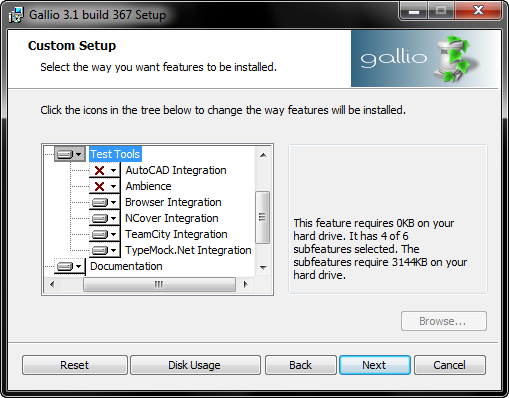 Gallio 3.1 build 367 Setup
Custom Setup
Select the way you want features to be installed.
gallio
Click the icons in the tree below to change the way features will be installed.
Test Tools
AutoCAD Integration
Ambience
Browser Integration
NCover Integration
TeamCity Integration
TypeMock.Net Integration
Documentation
This feature requires 0KB on your
hard drive. It has 4 of 6
subfeatures selected. The
subfeatures require 3144KB on your
hard drive.
Browse...
Reset
Disk Usage
Back
Next
Cancel